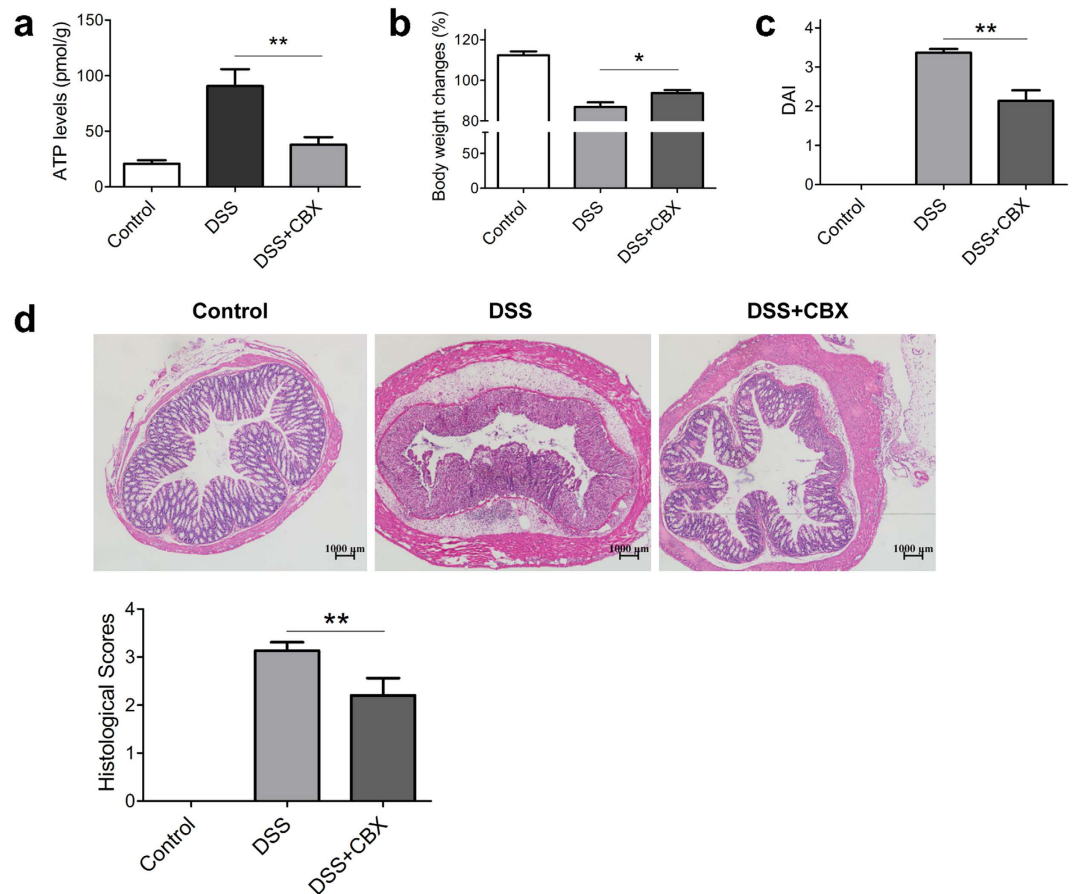 a
ATP levels (pmol/g)
150
100
50
0
**
Control
DSS
DSS+CBX
b
Body weight changes (%)
120
100
80
50
0
*
Control
DSS
DSS+CBX
c
DAI
4
3
2
1
0
**
Control
DSS
DSS+CBX
d
Control
DSS
DSS+CBX
1000 µm
1000 µm
1000 µm
Histological Scores
4
3
2
1
0
**
Control
DSS
DSS+CBX